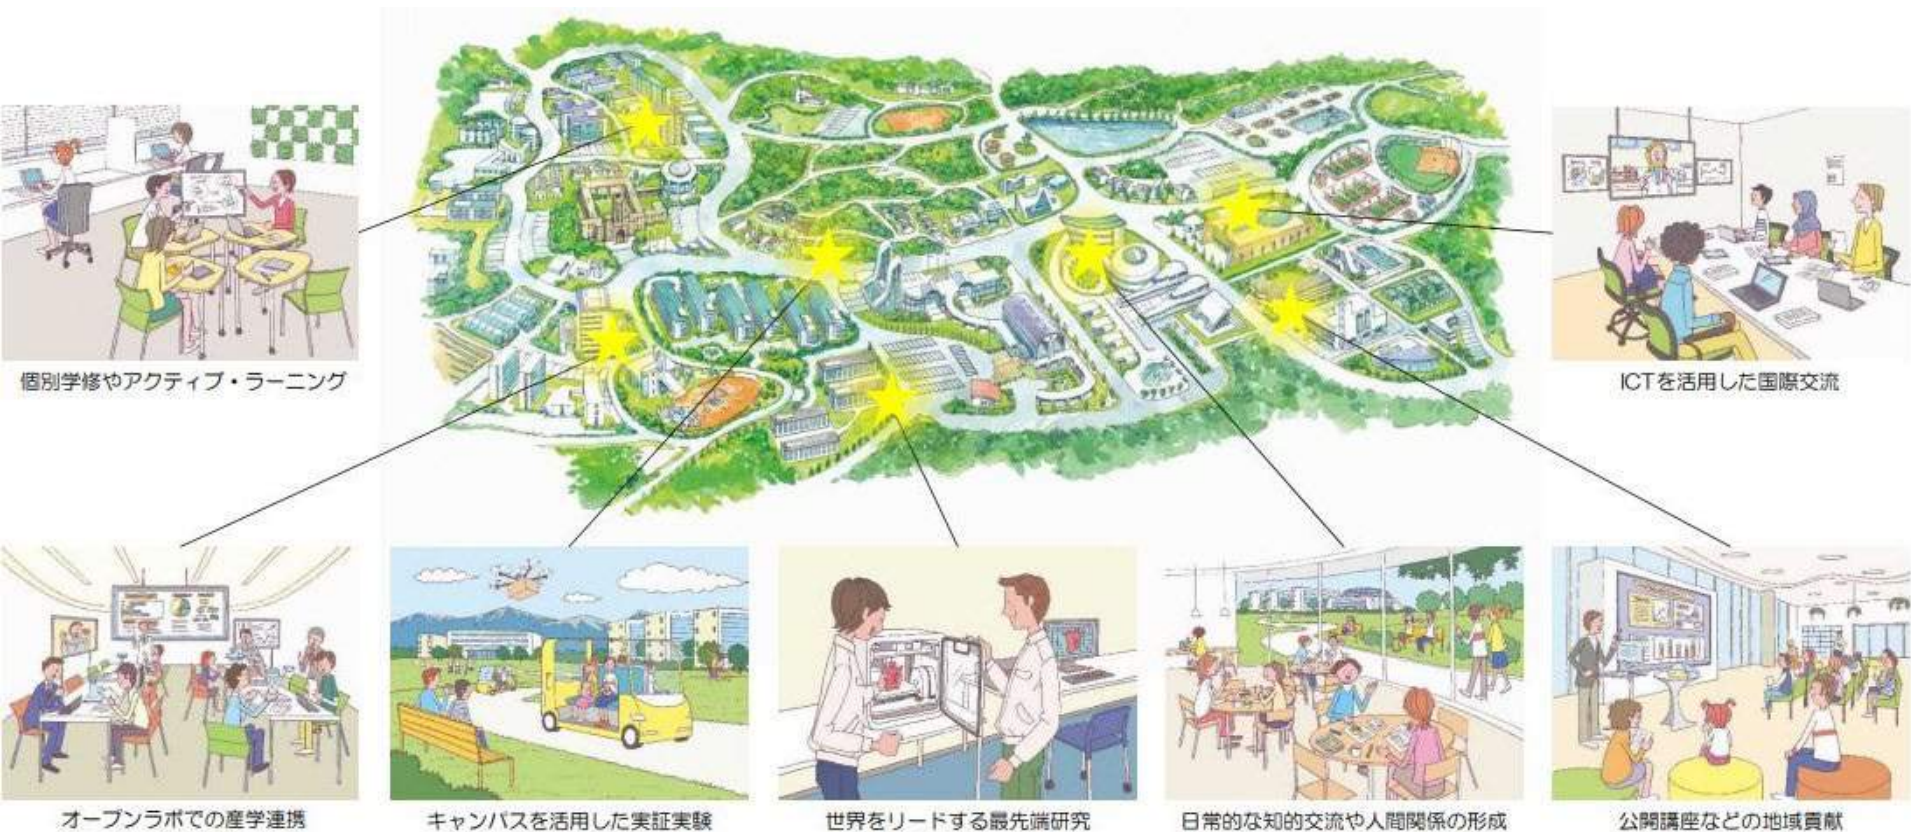 個別学修やアクティブ・ラーニング
ICTを活用した国際交流
オープンラボでの産学連携
キャンパスを活用した実証実験
世界をリードする最先端研究
日常的な知的交流や人間関係の形成
公開講座などの地域貢献